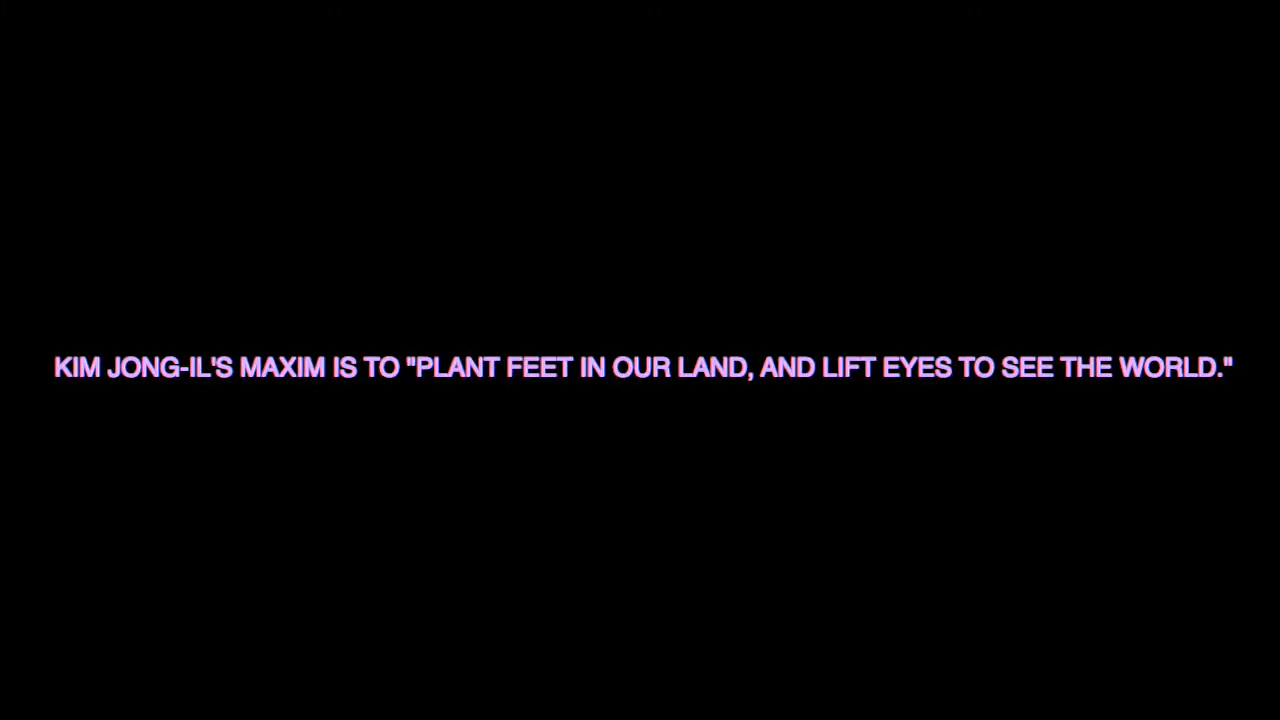 KIM JONG-IL'S MAXIM IS TO "PLANT FEET IN OUR LAND, AND LIFT EYES TO SEE THE WORLD."